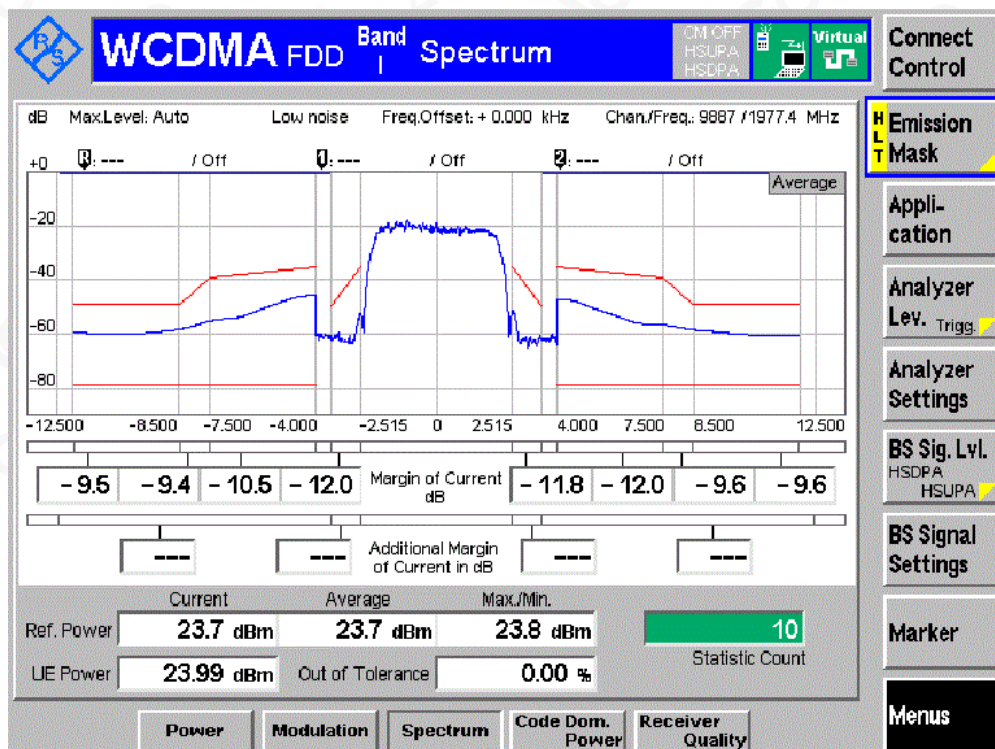 R S
WCDMA FDD Band I Spectrum
CM OFF
HSUPA
HSDPA
Virtual
Connect Control
dB Max.Level: Auto Low noise Freq.Offset: + 0.000 kHz Chan./Freq.: 9887 / 1977.4 MHz
H L T
Emission Mask
R: --- / Off 1: --- / Off 2: --- / Off
Average
+0
-20
-40
-60
-80
-12.500 -8.500 -7.500 -4.000 -2.515 0 2.515 4.000 7.500 8.500 12.500
Appli-
cation
Analyzer
Lev. Trigg.
Analyzer
Settings
BS Sig. Lvl.
HSDPA
HSUPA
BS Signal
Settings
Marker
Menus
- 9.5 - 9.4 - 10.5 - 12.0 Margin of Current dB - 11.8 - 12.0 - 9.6 - 9.6
--- --- Additional Margin of Current in dB --- ---
Current Average Max./Min.
Ref. Power 23.7 dBm 23.7 dBm 23.8 dBm 10
Statistic Count
UE Power 23.99 dBm Out of Tolerance 0.00 %
Power Modulation Spectrum Code Dom. Power Receiver Quality